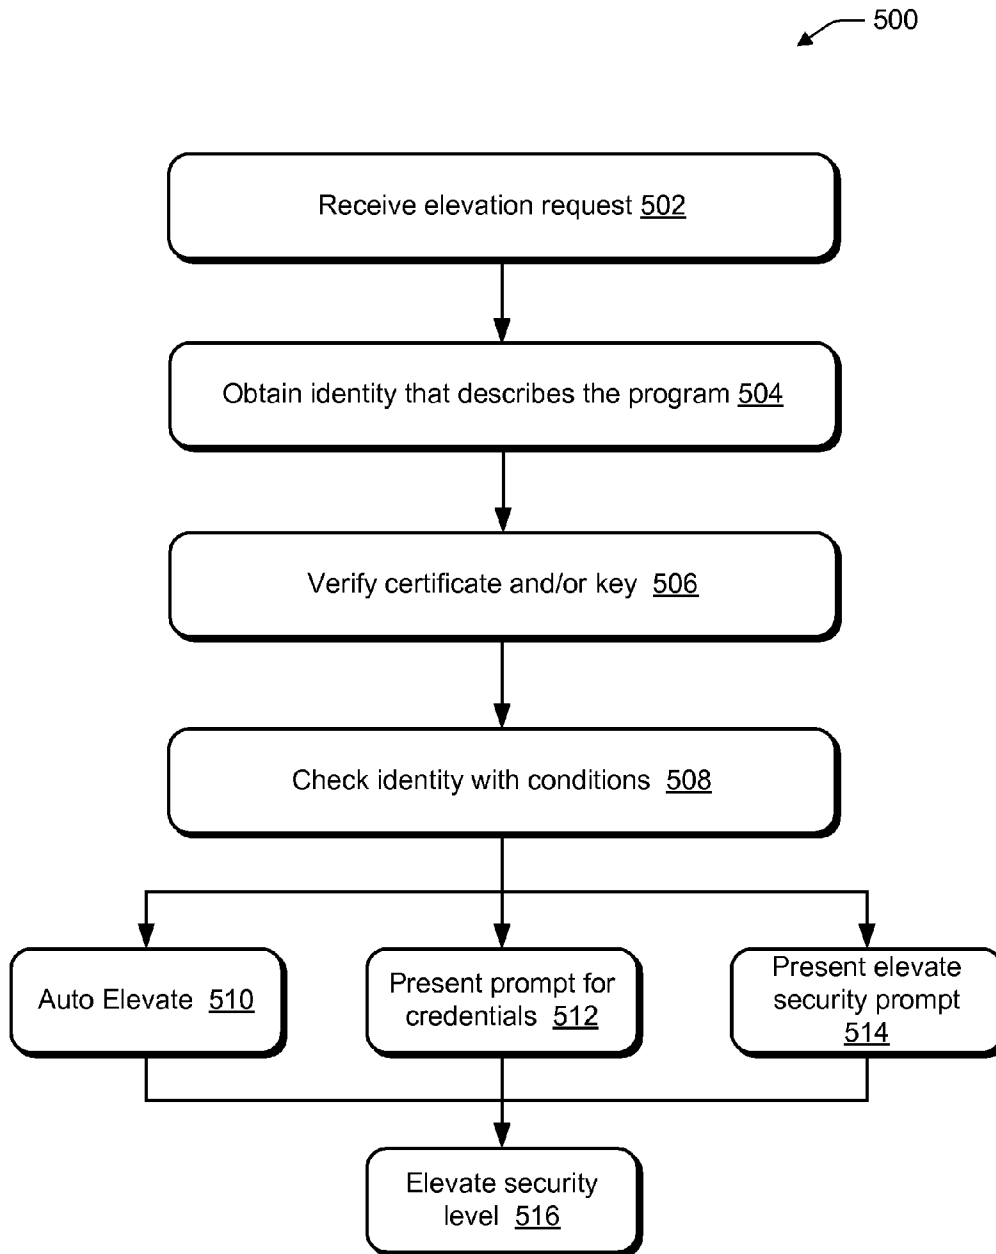 500
Receive elevation request 502
Obtain identity that describes the program 504
Verify certificate and/or key 506
Check identity with conditions 508
Auto Elevate 510
Present prompt for
credentials 512
Present elevate
security prompt
514
Elevate security
level 516